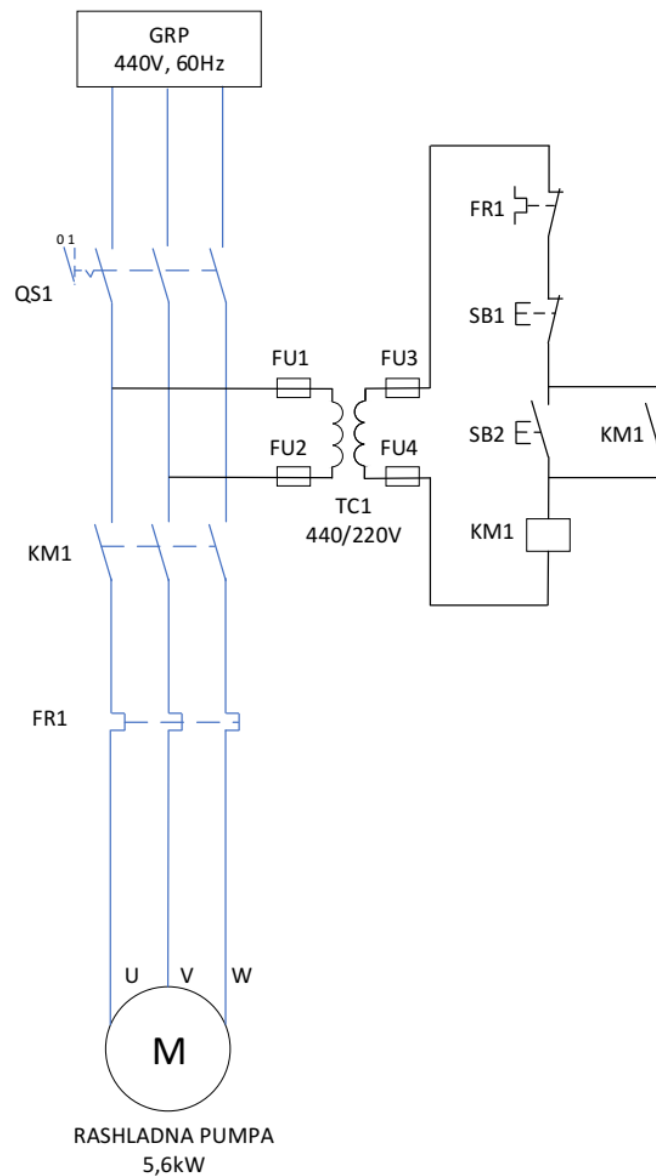 GRP
440V, 60Hz
0 1
QS1
FR1
SB1
FU1
FU3
SB2
KM1
FU2
FU4
TC1
440/220V
KM1
KM1
FR1
U
V
W
M
RASHLADNA PUMPA
5,6kW